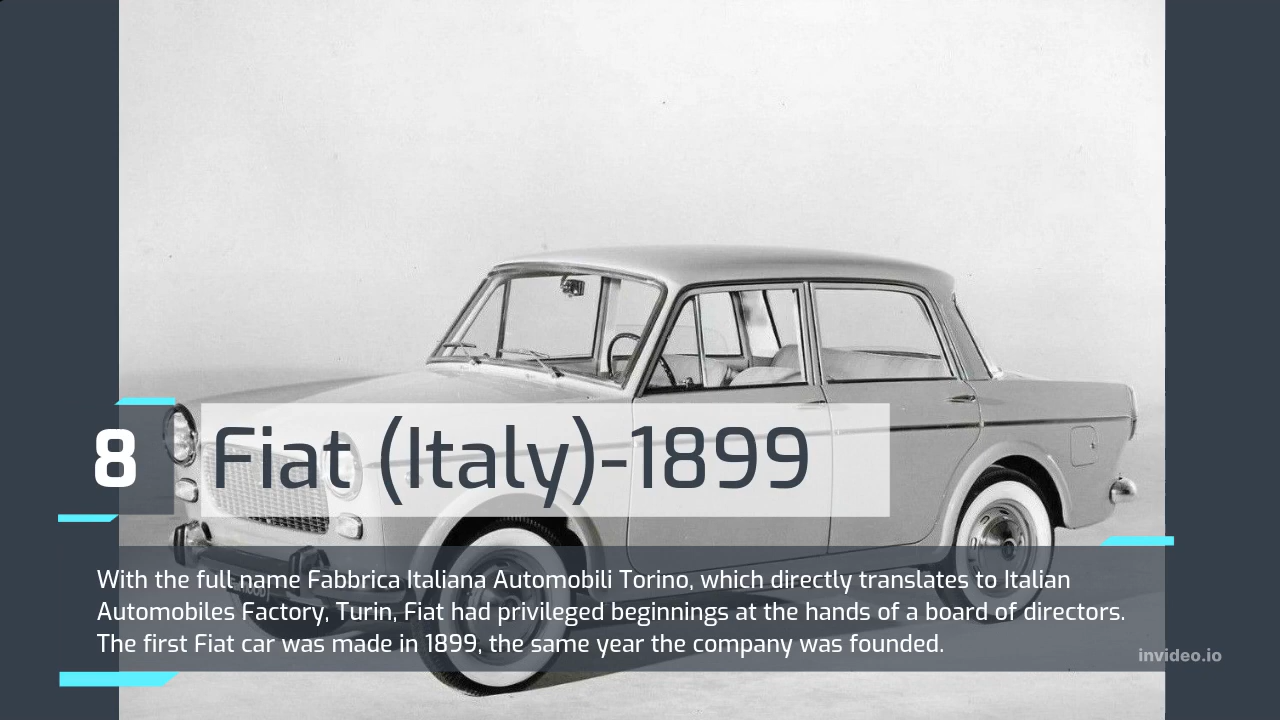 8
Fiat (Italy)-1899
With the full name Fabbrica Italiana Automobili Torino, which directly translates to Italian
Automobiles Factory, Turin, Fiat had privileged beginnings at the hands of a board of directors.
The first Fiat car was made in 1899, the same year the company was founded.
invideo.io